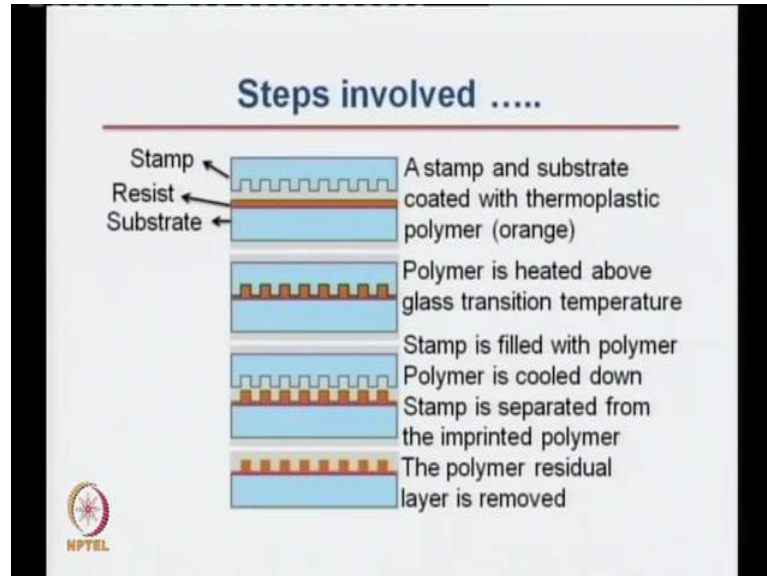 Steps involved .....
Stamp
Resist
Substrate
A stamp and substrate
coated with thermoplastic
polymer (orange)
Polymer is heated above
glass transition temperature
Stamp is filled with polymer
Polymer is cooled down
Stamp is separated from
the imprinted polymer
The polymer residual
layer is removed
NPTEL